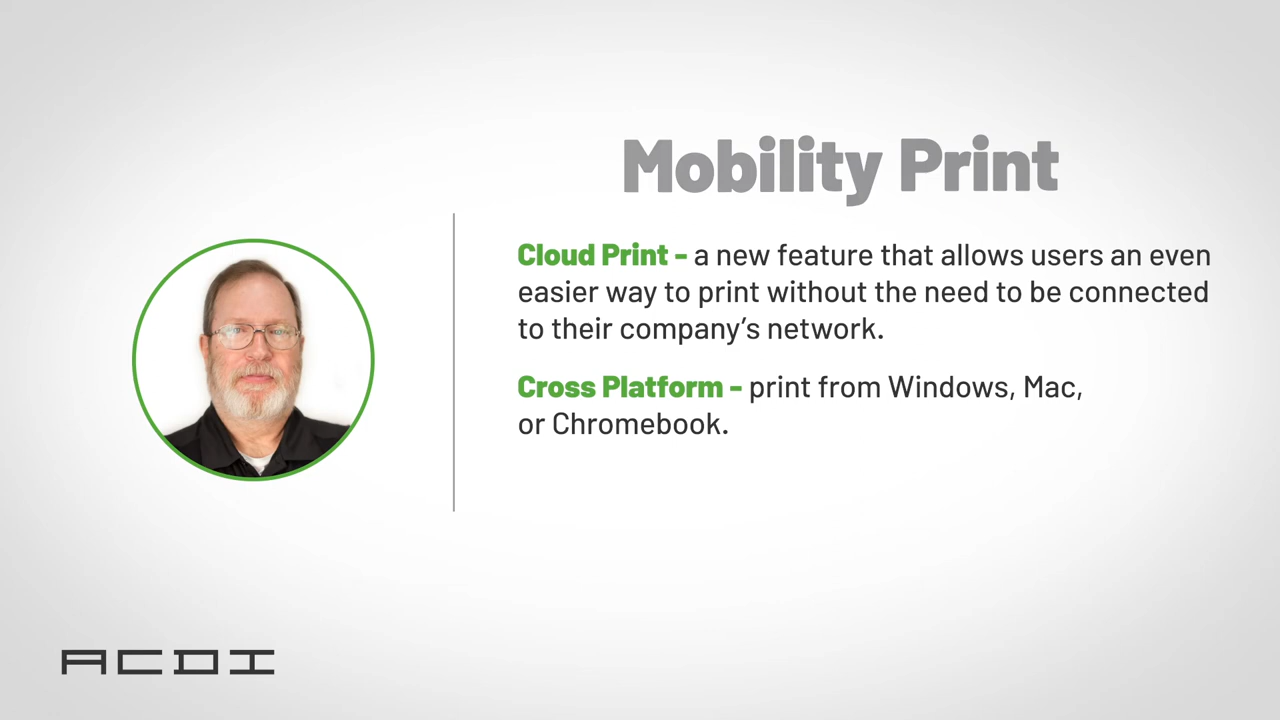 Mobility Print
Cloud Print - a new feature that allows users an even
easier way to print without the need to be connected
to their company’s network.
Cross Platform - print from Windows, Mac,
or Chromebook.
ACDI